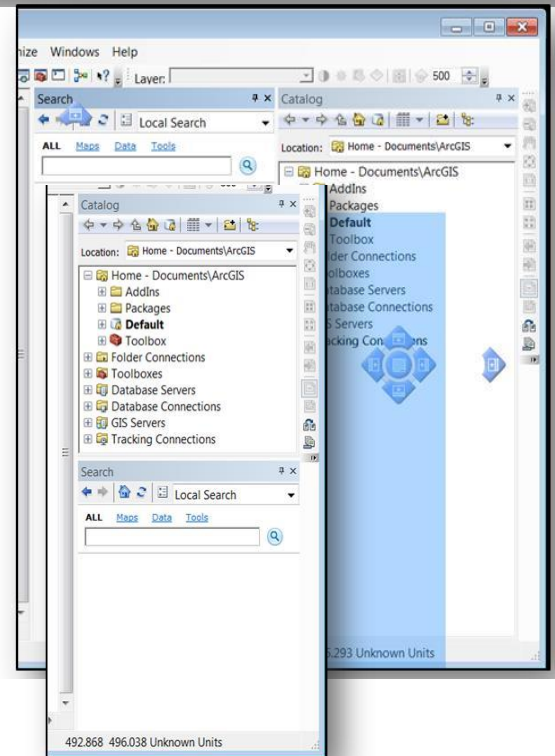 nize Windows Help
Layer: 500
Search
Local Search
ALL Maps Data Tools
Catalog
Location: Home - Documents\ArcGIS
Home - Documents\ArcGIS
AddIns
Packages
Default
Toolbox
lder Connections
olboxes
tabase Servers
tabase Connections
S Servers
cking Con ns
.293 Unknown Units
Catalog
Location: Home - Documents\ArcGIS
Home - Documents\ArcGIS
AddIns
Packages
Default
Toolbox
Folder Connections
Toolboxes
Database Servers
Database Connections
GIS Servers
Tracking Connections
Search
Local Search
ALL Maps Data Tools
492.868 496.038 Unknown Units